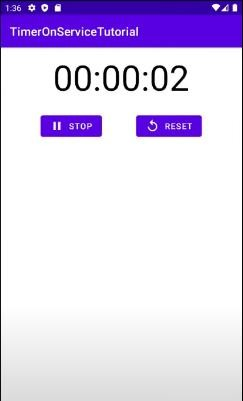 1:36
TimerOnServiceTutorial
00:00:02
STOP RESET